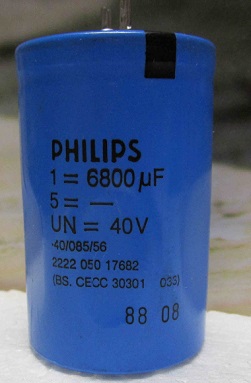 PHILIPS
1 = 6800 µF
5 = —
UN = 40V
-40/085/56
2222 050 17682
(BS. CECC 30301 035)
88 08